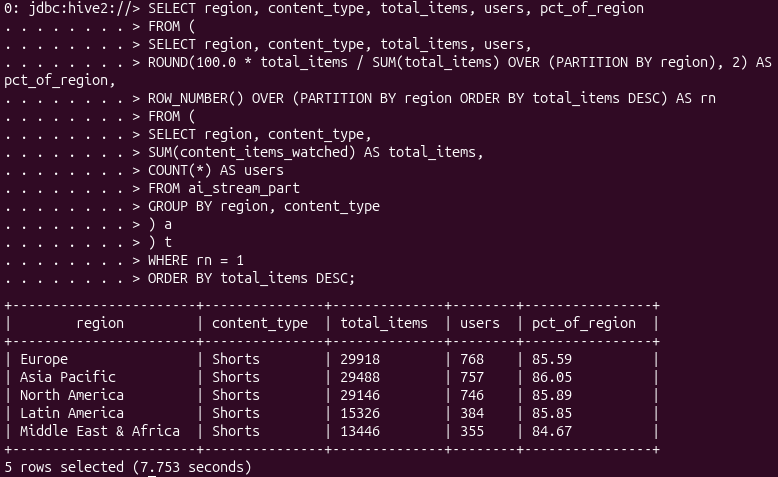 0: jdbc:hive2://> SELECT region, content_type, total_items, users, pct_of_region
. . . . . . . . > FROM (
. . . . . . . . > SELECT region, content_type, total_items, users,
. . . . . . . . > ROUND(100.0 * total_items / SUM(total_items) OVER (PARTITION BY region), 2) AS
pct_of_region,
. . . . . . . . > ROW_NUMBER() OVER (PARTITION BY region ORDER BY total_items DESC) AS rn
. . . . . . . . > FROM (
. . . . . . . . > SELECT region, content_type,
. . . . . . . . > SUM(content_items_watched) AS total_items,
. . . . . . . . > COUNT(*) AS users
. . . . . . . . > FROM ai_stream_part
. . . . . . . . > GROUP BY region, content_type
. . . . . . . . > ) a
. . . . . . . . > ) t
. . . . . . . . > WHERE rn = 1
. . . . . . . . > ORDER BY total_items DESC;
+----------------------+---------------+--------------+--------+----------------+
|        region        | content_type  | total_items  | users  | pct_of_region  |
+----------------------+---------------+--------------+--------+----------------+
| Europe               | Shorts        | 29918        | 768    | 85.59          |
| Asia Pacific         | Shorts        | 29488        | 757    | 86.05          |
| North America        | Shorts        | 29146        | 746    | 85.89          |
| Latin America        | Shorts        | 15326        | 384    | 85.85          |
| Middle East & Africa | Shorts        | 13446        | 355    | 84.67          |
+----------------------+---------------+--------------+--------+----------------+
5 rows selected (7.753 seconds)